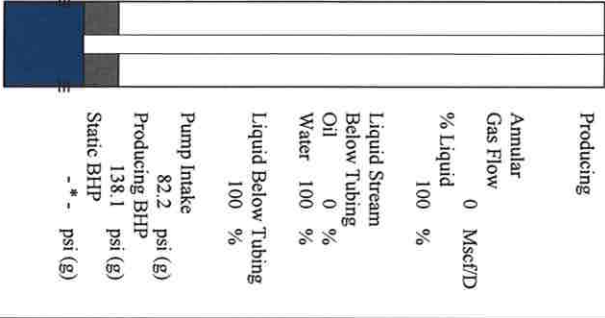 Producing
Annular
Gas Flow
0 Mscf/D
% Liquid
100 %
Liquid Stream
Below Tubing
Oil 0 %
Water 100 %
Liquid Below Tubing
100 %
Pump Intake
82.2 psi (g)
Producing BHP
138.1 psi (g)
Static BHP
- * - psi (g)